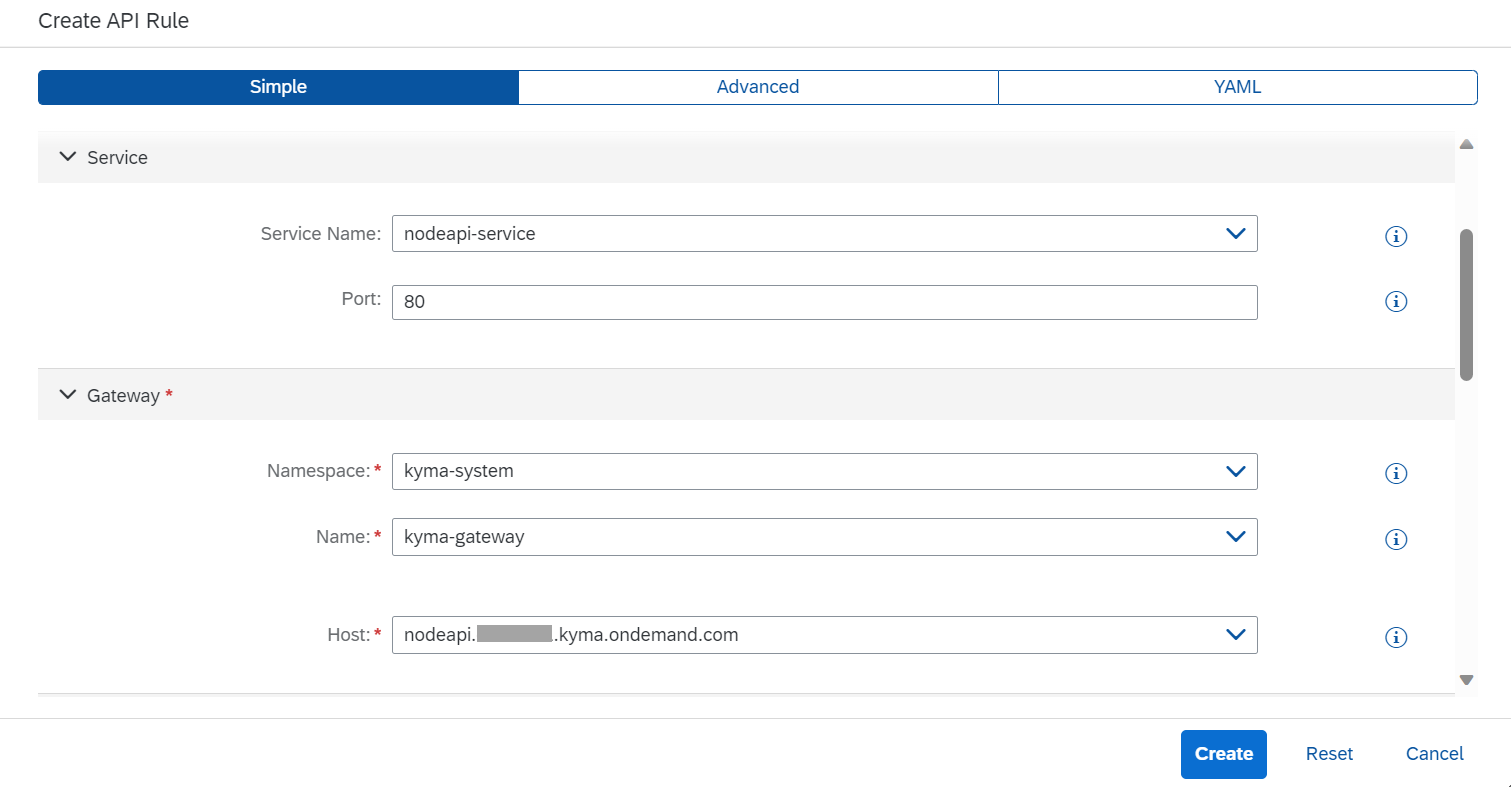 Create API Rule
Simple Advanced YAML
Service
Service Name: nodeapi-service
Port: 80
Gateway *
Namespace:* kyma-system
Name:* kyma-gateway
Host:* nodeapi. .kyma.ondemand.com
Create Reset Cancel